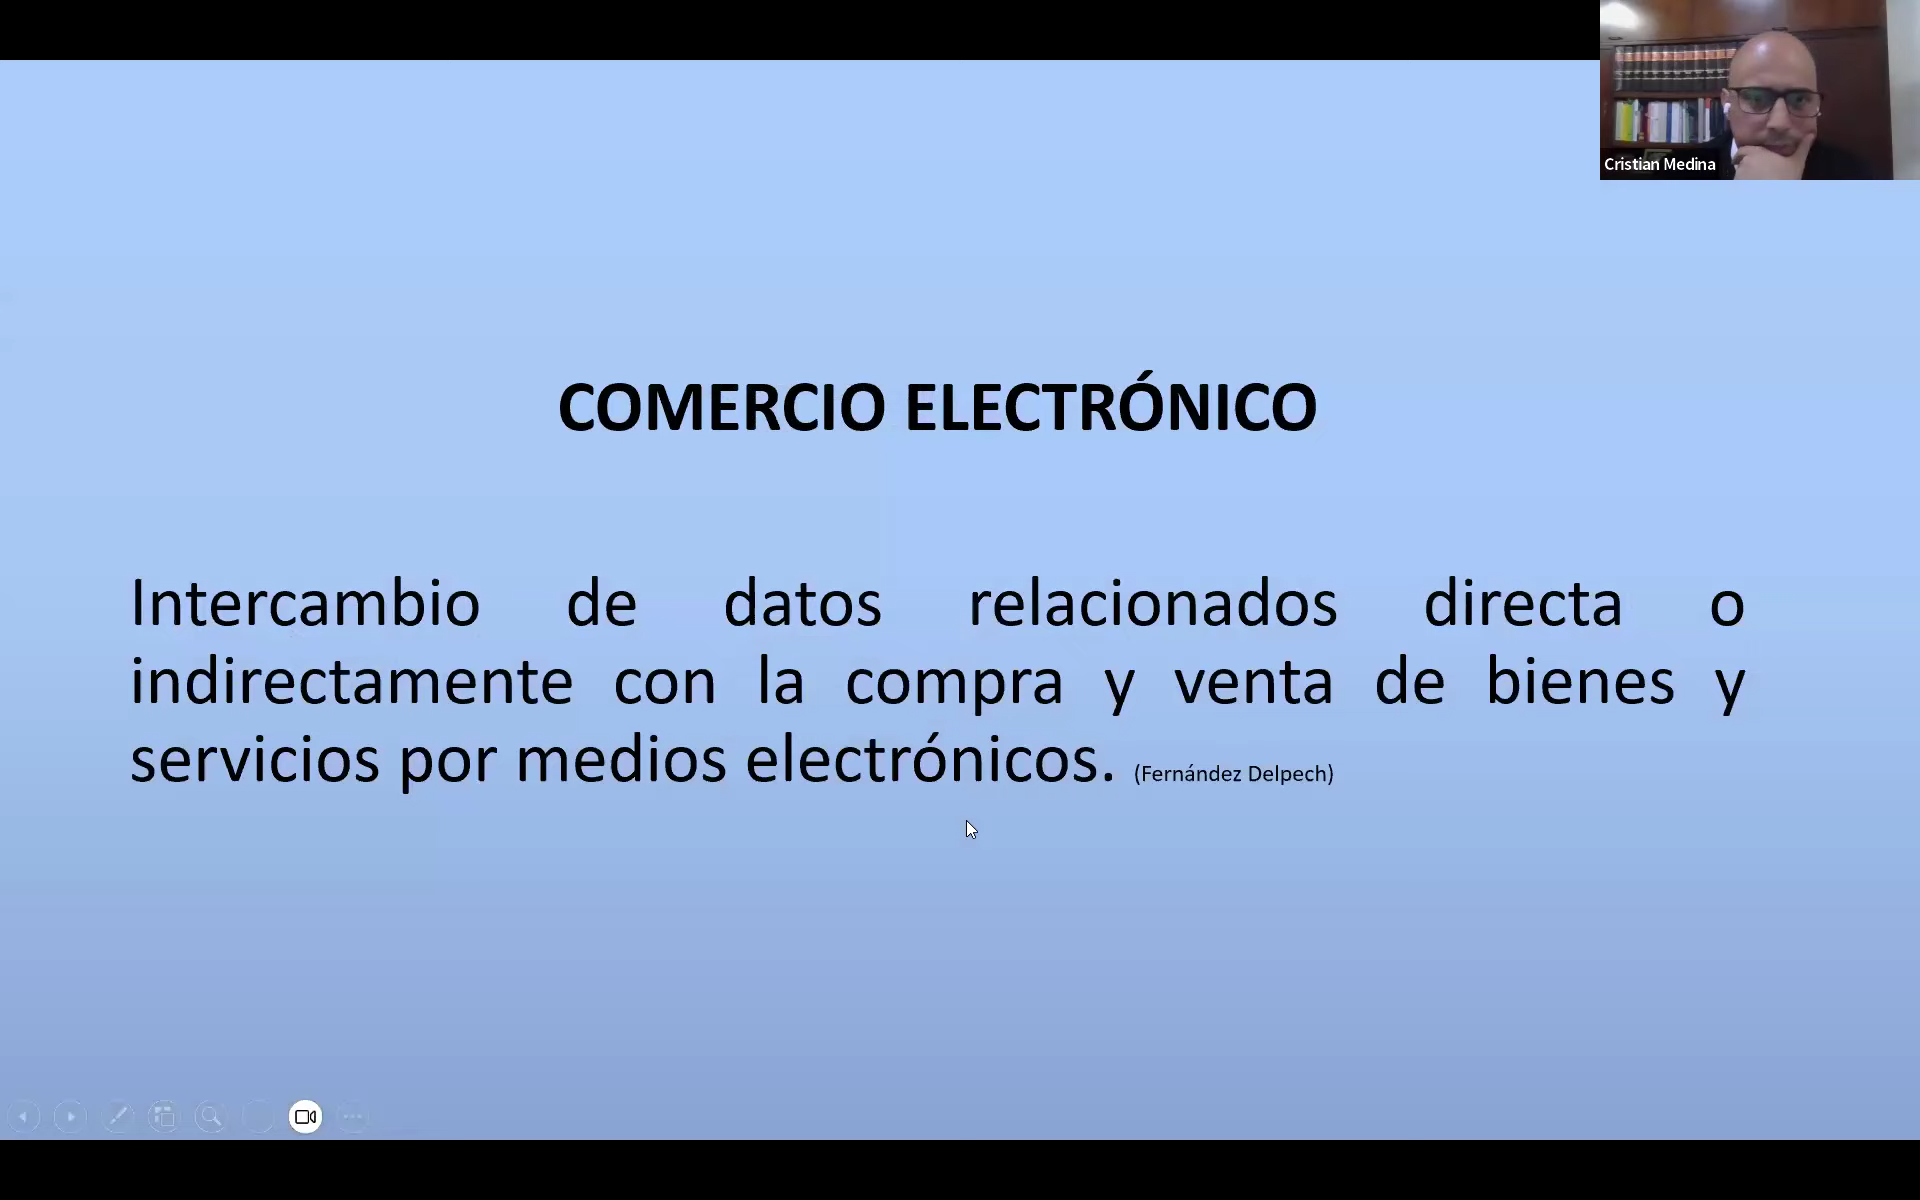 Cristian Medina
COMERCIO ELECTRÓNICO
Intercambio de datos relacionados directa o
indirectamente con la compra y venta de bienes y
servicios por medios electrónicos. (Fernández Delpech)